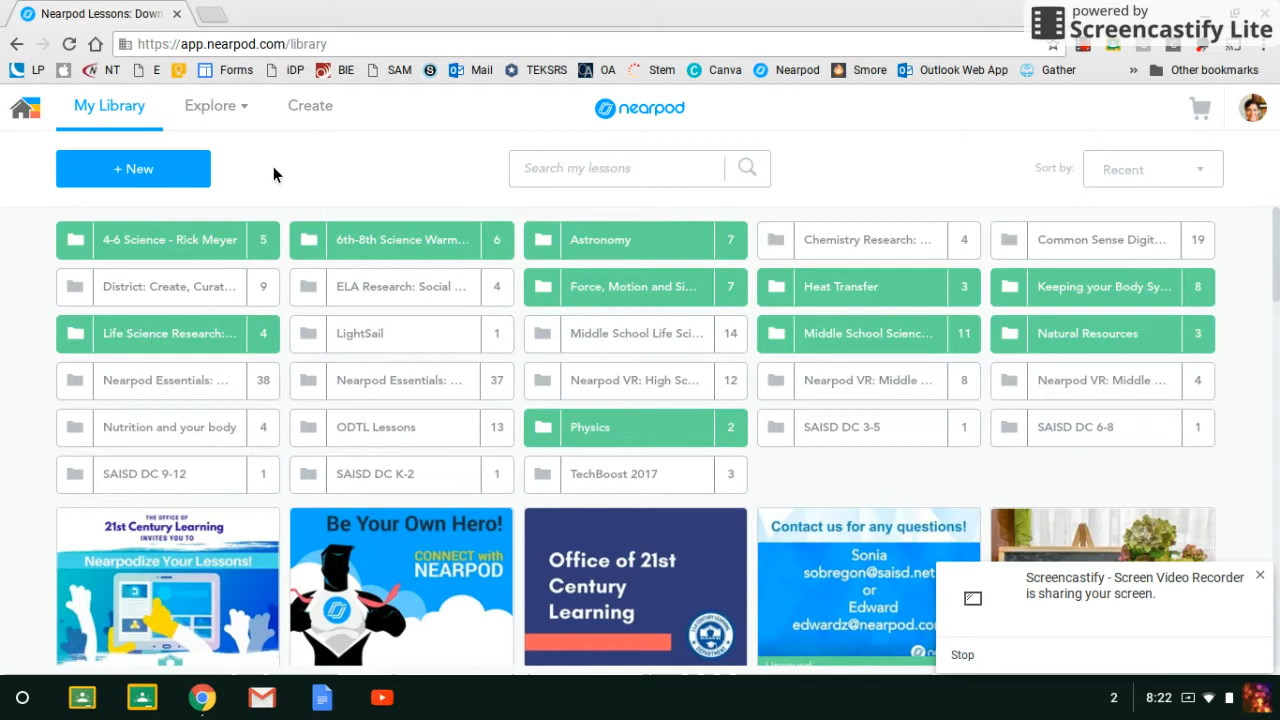 Nearpod Lessons: Down
powered by
Screencastify Lite
https://app.nearpod.com/library
LP
NT
E
Forms
iDP
BIE
SAM
Mail
TEKSRS
OA
Stem
Canva
Nearpod
Smore
Outlook Web App
Gather
»
Other bookmarks
My Library
Explore
Create
nearpod
+ New
Search my lessons
Sort by:
Recent
4-6 Science - Rick Meyer 5
6th-8th Science Warm... 6
Astronomy 7
Chemistry Research: ... 4
Common Sense Digit... 19
District: Create, Curat... 9
ELA Research: Social ... 4
Force, Motion and Si... 7
Heat Transfer 3
Keeping your Body Sy... 8
Life Science Research:... 4
LightSail 1
Middle School Life Sci... 14
Middle School Scienc... 11
Natural Resources 3
Nearpod Essentials: ... 38
Nearpod Essentials: ... 37
Nearpod VR: High Sc... 12
Nearpod VR: Middle ... 8
Nearpod VR: Middle ... 4
Nutrition and your body 4
ODTL Lessons 13
Physics 2
SAISD DC 3-5 1
SAISD DC 6-8 1
SAISD DC 9-12 1
SAISD DC K-2 1
TechBoost 2017 3
THE OFFICE OF
21st Century Learning
INVITES YOU TO
Nearpodize Your Lessons!
Be Your Own Hero!
CONNECT with
NEARPOD
Office of 21st
Century
Learning
Contact us for any questions!
Sonia
sobregon@saisd.net
or
Edward
edwardz@nearpod.co
Screencastify - Screen Video Recorder
is sharing your screen.
Stop
2
8:22